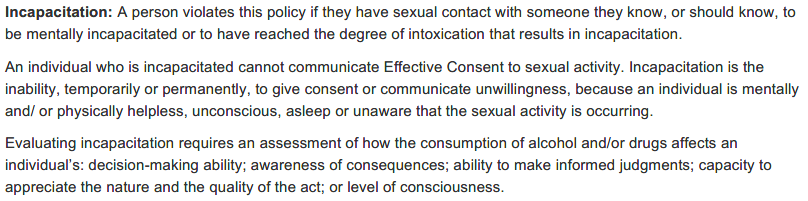 Incapacitation: A person violates this policy if they have sexual contact with someone they know, or should know, to
be mentally incapacitated or to have reached the degree of intoxication that results in incapacitation.
An individual who is incapacitated cannot communicate Effective Consent to sexual activity. Incapacitation is the
inability, temporarily or permanently, to give consent or communicate unwillingness, because an individual is mentally
and/ or physically helpless, unconscious, asleep or unaware that the sexual activity is occurring.
Evaluating incapacitation requires an assessment of how the consumption of alcohol and/or drugs affects an
individual's: decision-making ability; awareness of consequences; ability to make informed judgments; capacity to
appreciate the nature and the quality of the act; or level of consciousness.